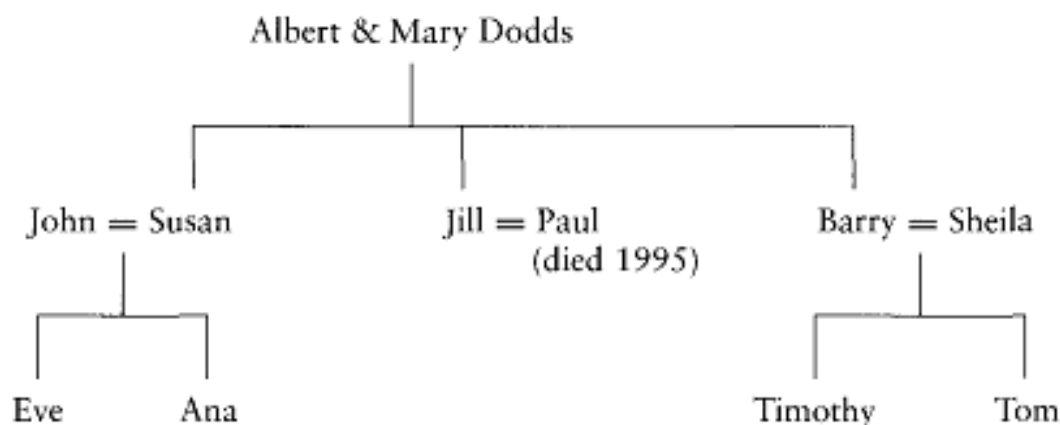 Albert & Mary Dodds
John = Susan
Jill = Paul
(died 1995)
Barry = Sheila
Eve
Ana
Timothy
Tom